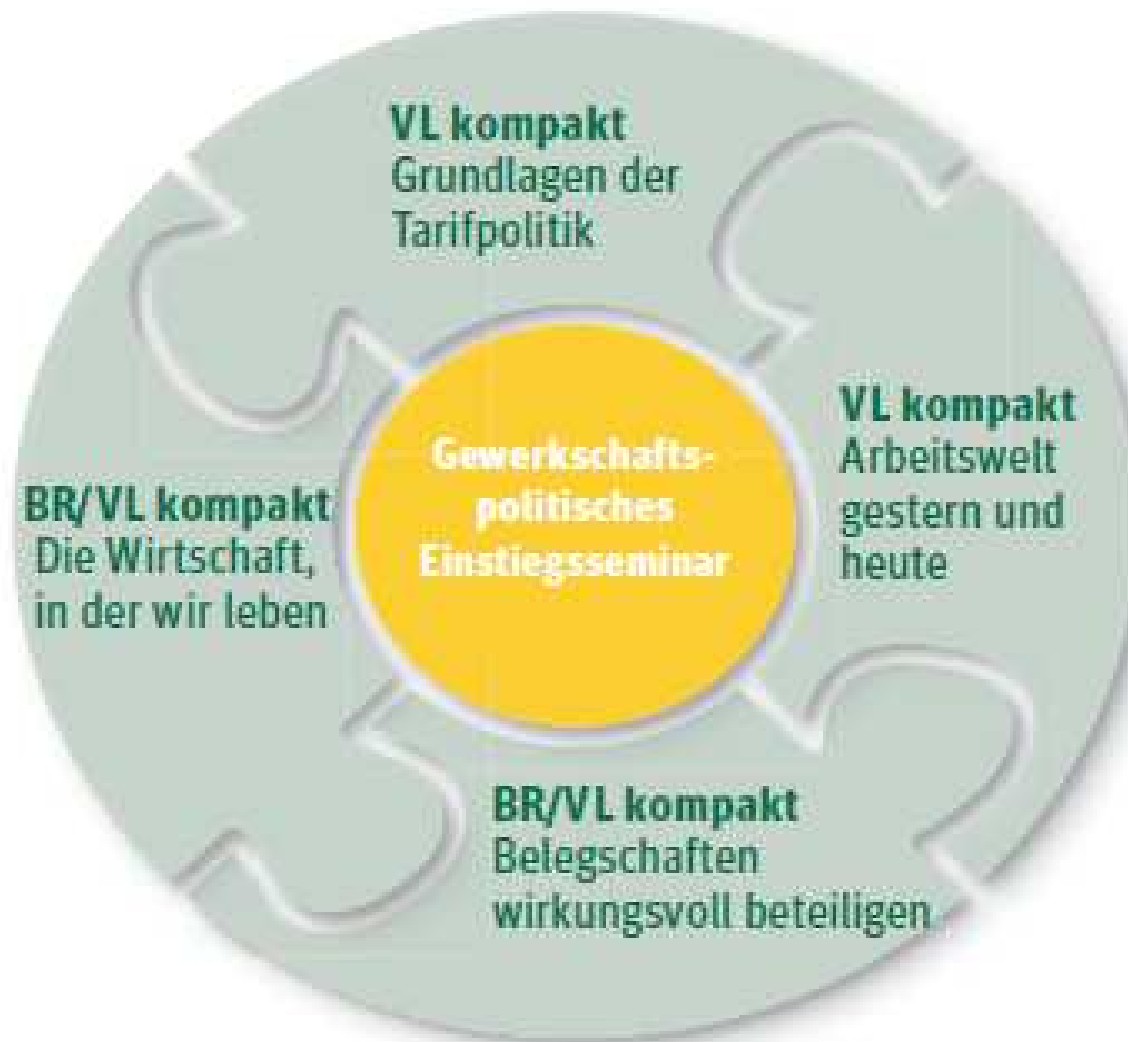 VL kompakt
Grundlagen der
Tarifpolitik
VL kompakt
Arbeitswelt
gestern und
heute
Gewerkschafts-
politisches
Einstiegsseminar
BR/VL kompakt
Die Wirtschaft,
in der wir leben
BR/VL kompakt
Belegschaften
wirkungsvoll beteiligen